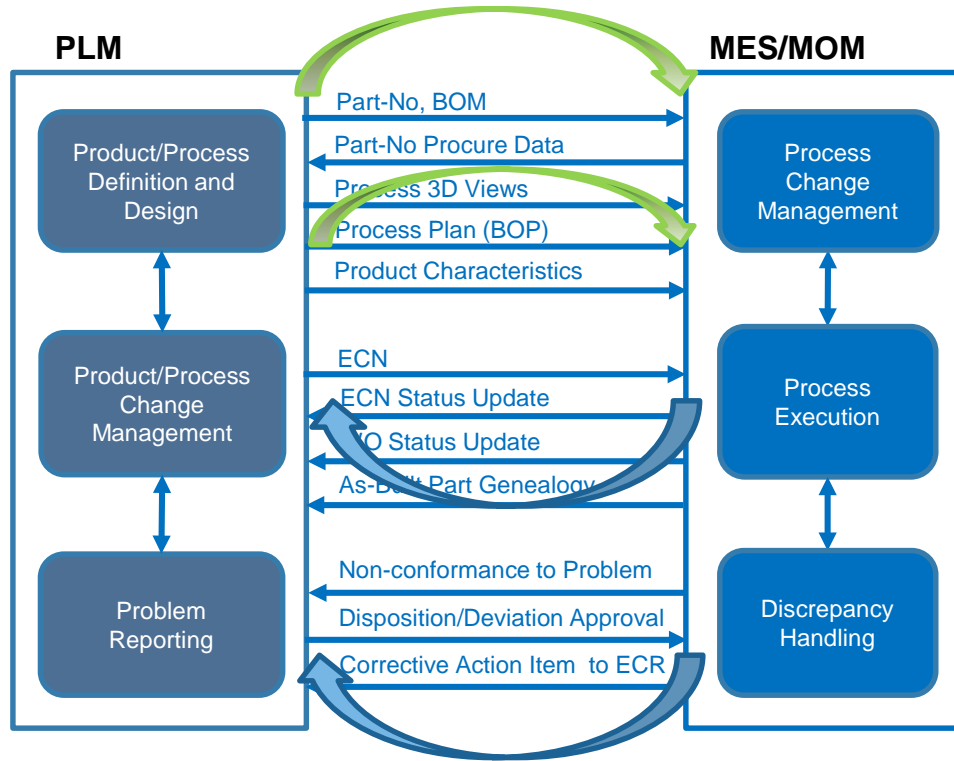 PLM
MES/MOM
Product/Process
Definition and
Design
Product/Process
Change
Management
Problem
Reporting
Part-No, BOM
Part-No Procure Data
Process 3D Views
Process Plan (BOP)
Product Characteristics
ECN
ECN Status Update
Status Update
As-Built Part Genealogy
Non-conformance to Problem
Disposition/Deviation Approval
Corrective Action Item to ECR
Process
Change
Management
Process
Execution
Discrepancy
Handling